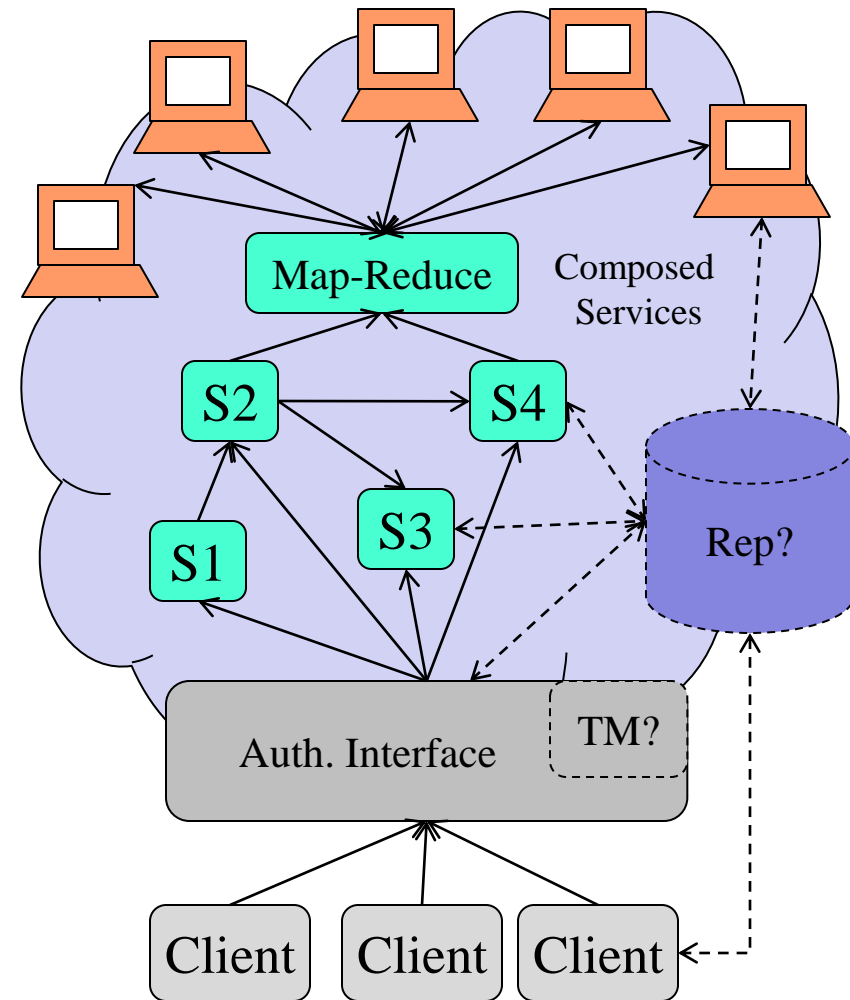 Map-Reduce
Composed
Services
S2
S4
S3
S1
Rep?
TM?
Auth. Interface
Client
Client
Client